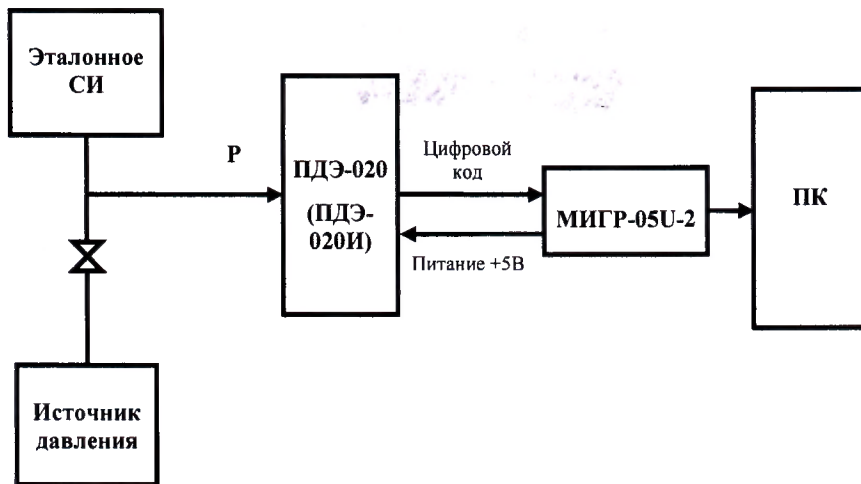 Эталонное
СИ
P
ПДЭ-020
(ПДЭ-
020И)
Цифровой
код
Питание +5В
МИГР-05U-2
ПК
Источник
давления